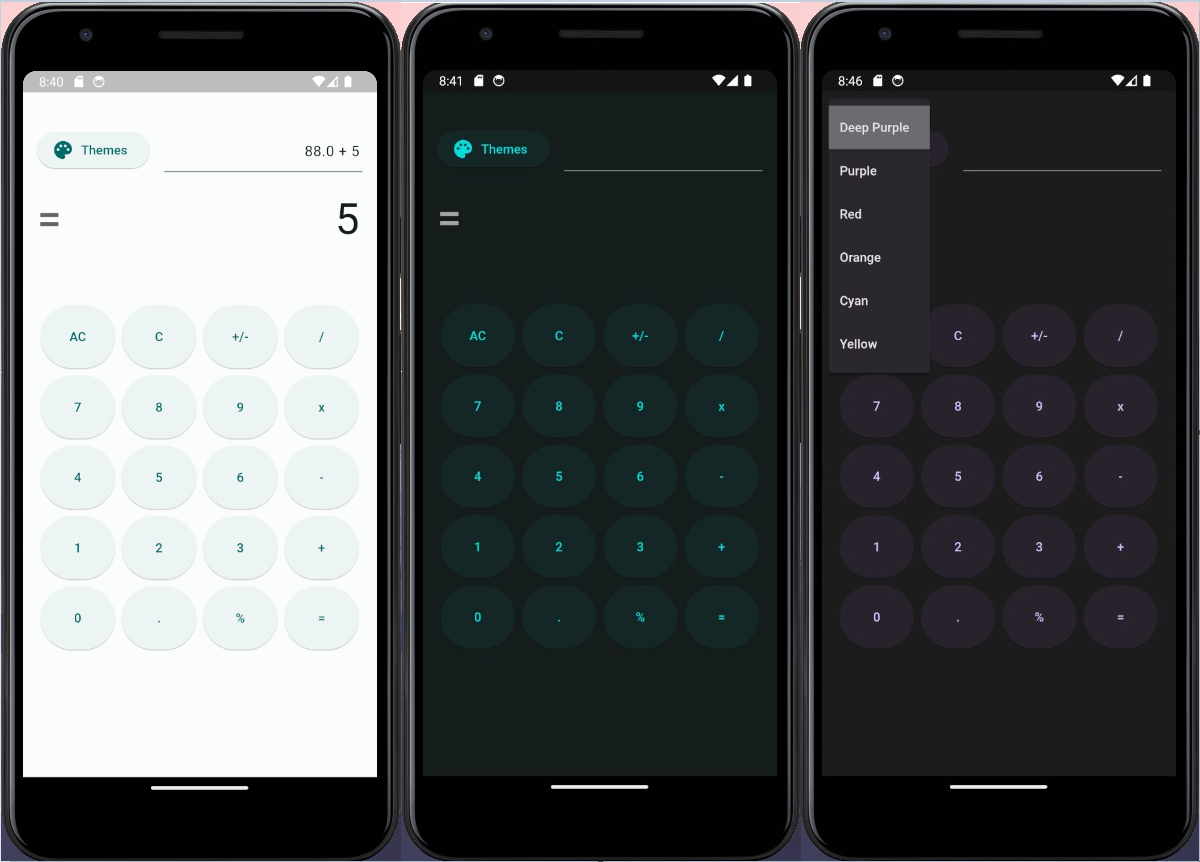 8:40
Themes
88.0 + 5
=
5
AC C +/- /
7 8 9 x
4 5 6 -
1 2 3 +
0 . % =
8:41
Themes
=
AC C +/- /
7 8 9 x
4 5 6 -
1 2 3 +
0 . % =
8:46
Deep Purple
Purple
Red
Orange
Cyan
Yellow
C +/- /
7 8 9 x
4 5 6 -
1 2 3 +
0 . % =